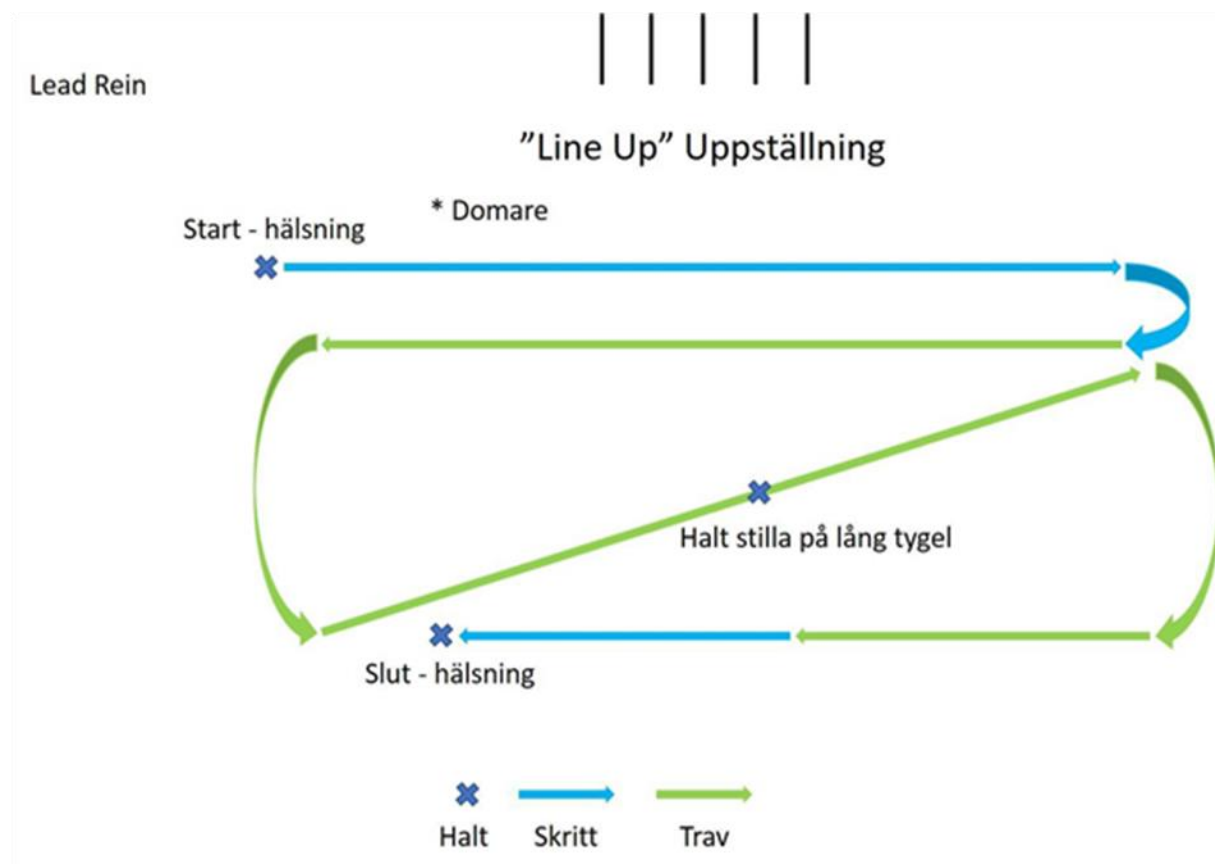 Lead Rein
”Line Up” Uppställning
* Domare
Start - hälsning
Halt stilla på lång tygel
Slut - hälsning
Halt
Skritt
Trav